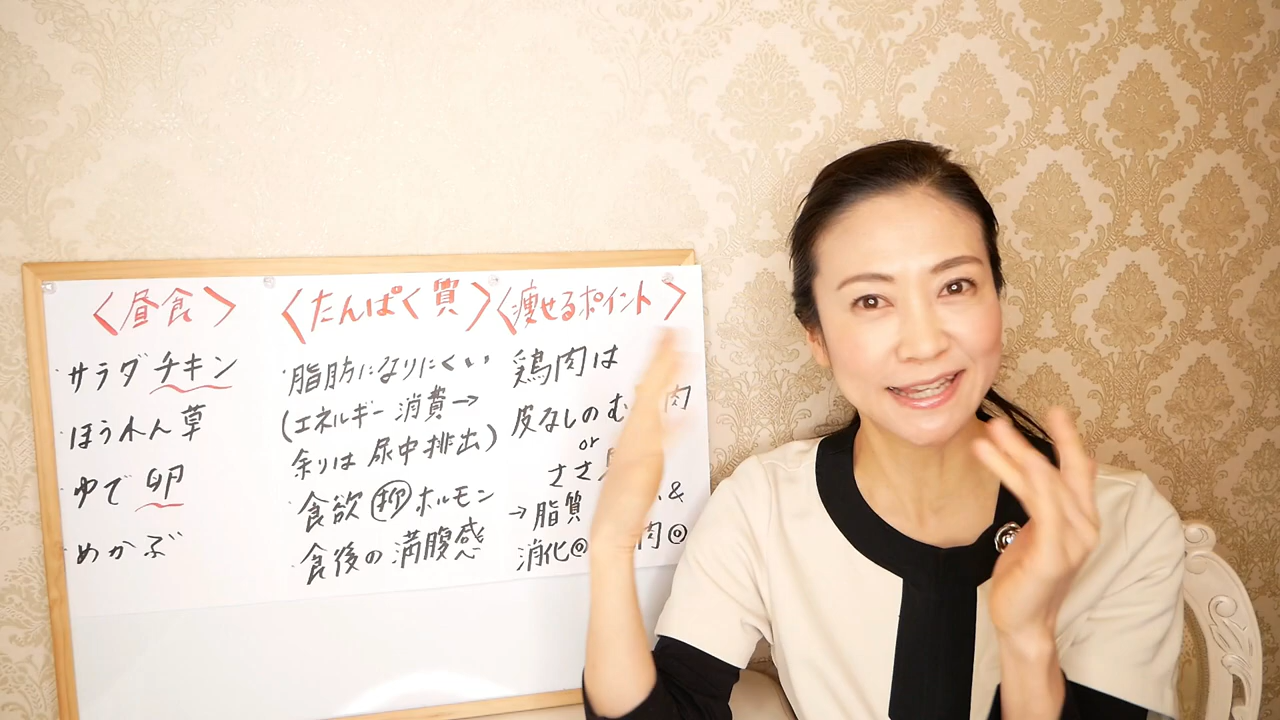 〈昼食〉
・サラダチキン
・ほうれん草
・ゆで卵
・めかぶ
〈たんぱく質〉
・脂肪になりにくい
(エネルギー消費→
余りは尿中排出)
・食欲抑ホルモン
・食後の満腹感
〈痩せるポイント〉
鶏肉は
皮なしのむ 肉
or
ささ
→脂質 &
消化◎ 肉◎